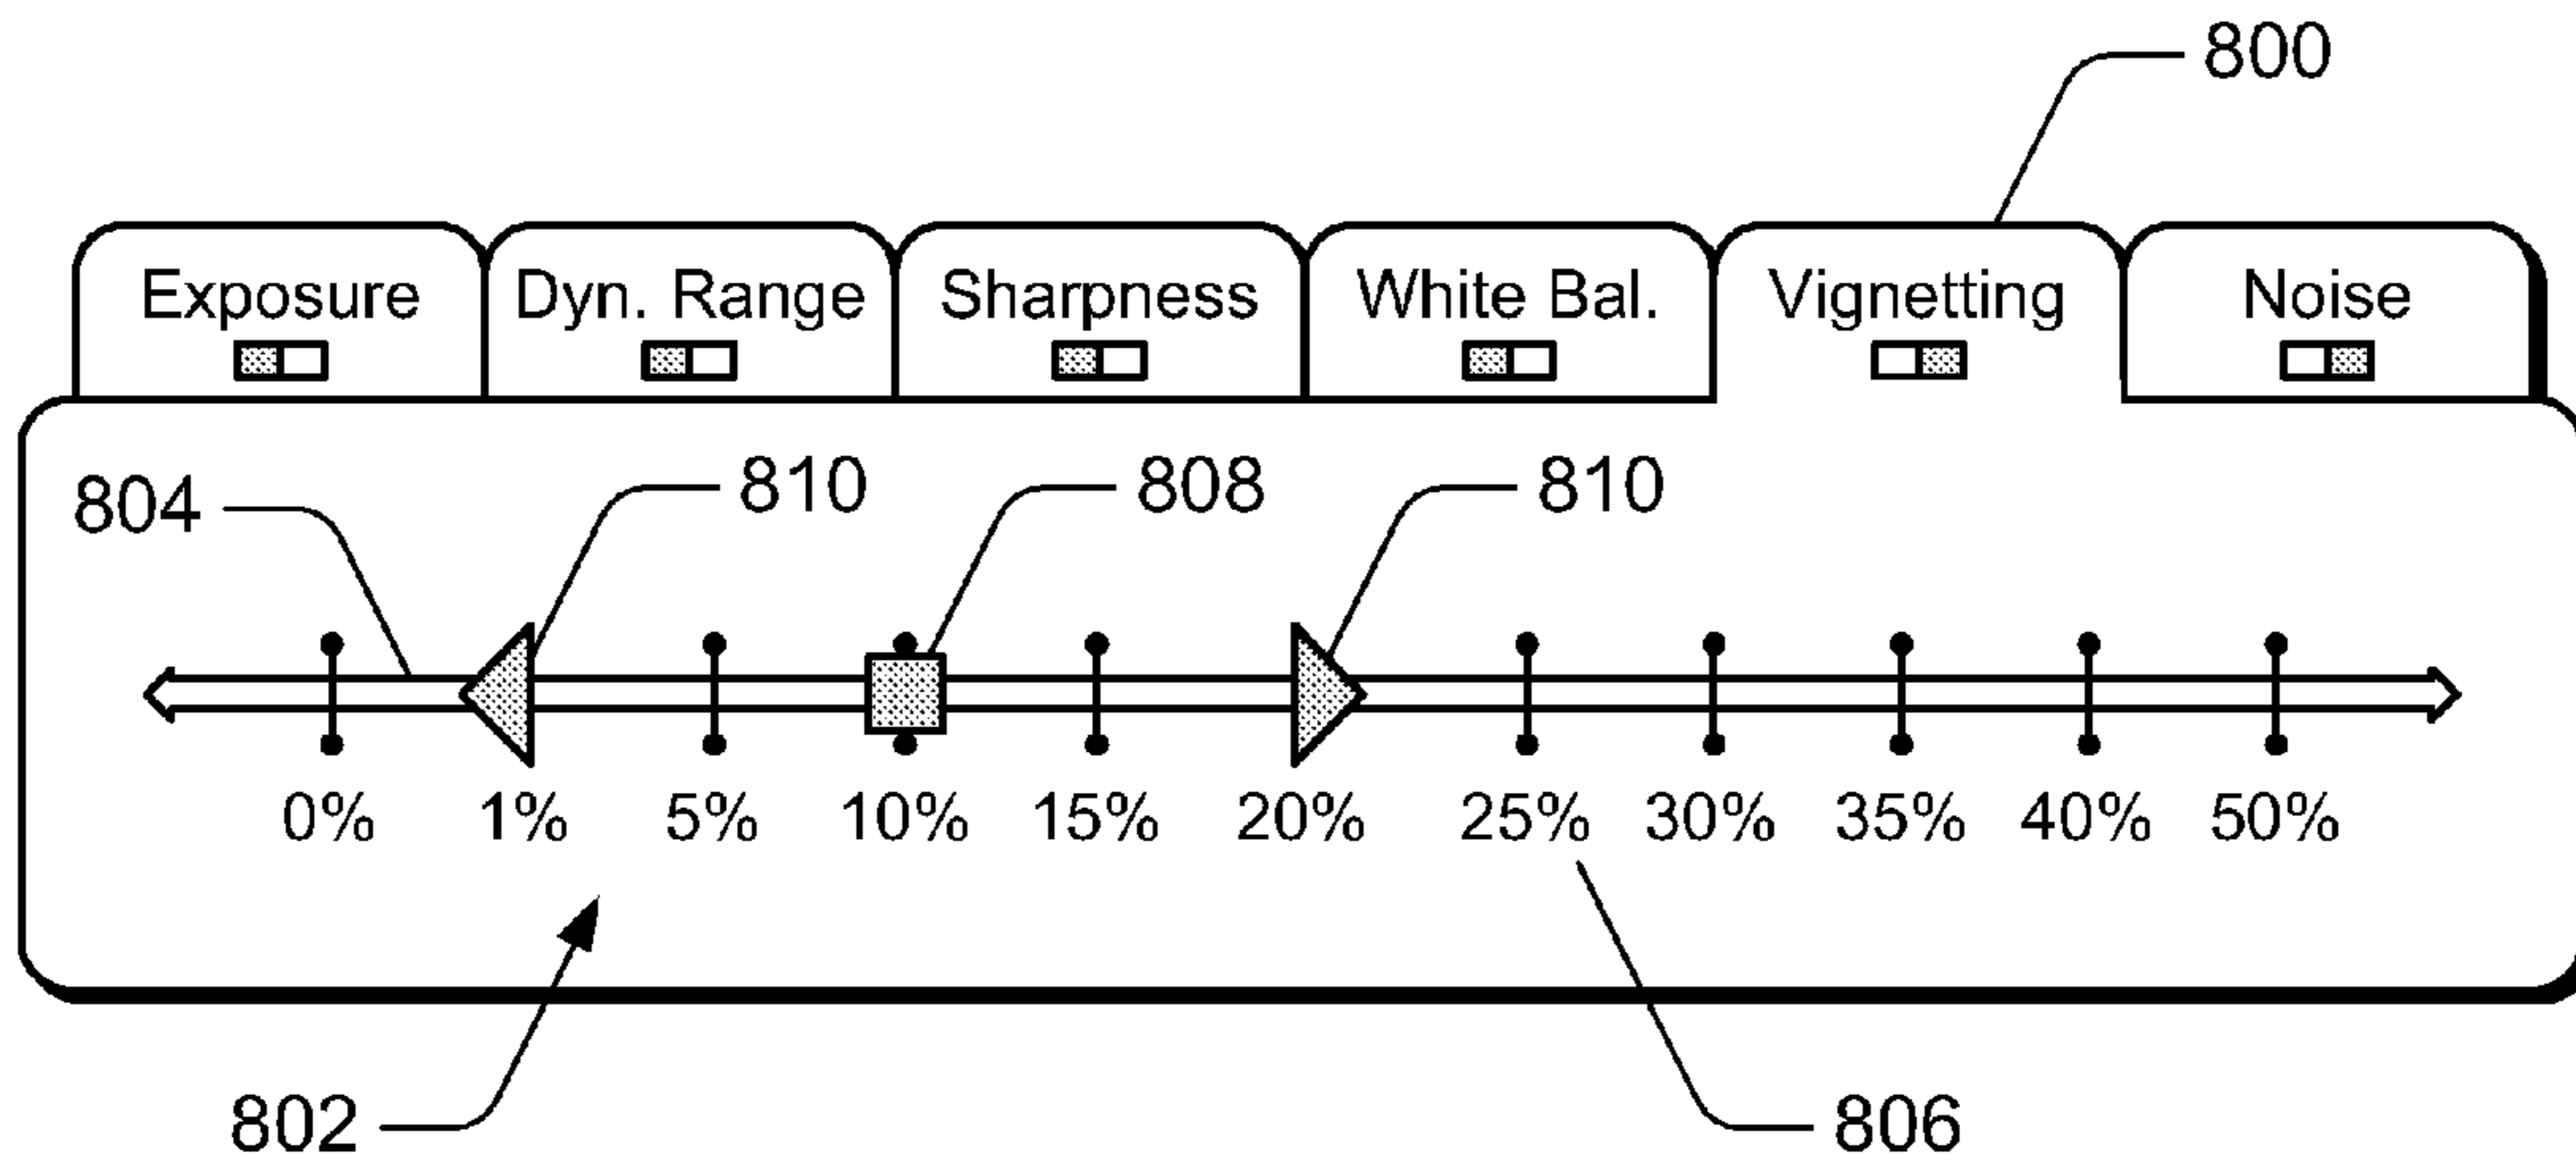 800
Exposure Dyn. Range Sharpness White Bal. Vignetting Noise
804 810 808 810
0% 1% 5% 10% 15% 20% 25% 30% 35% 40% 50%
802 806